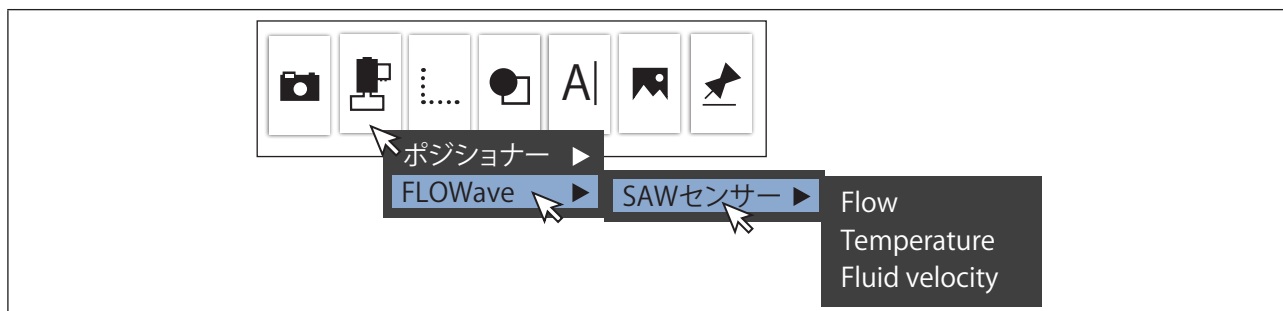 A|
ポジショナー ▶
FLOWave ▶
SAWセンサー ▶
Flow
Temperature
Fluid velocity